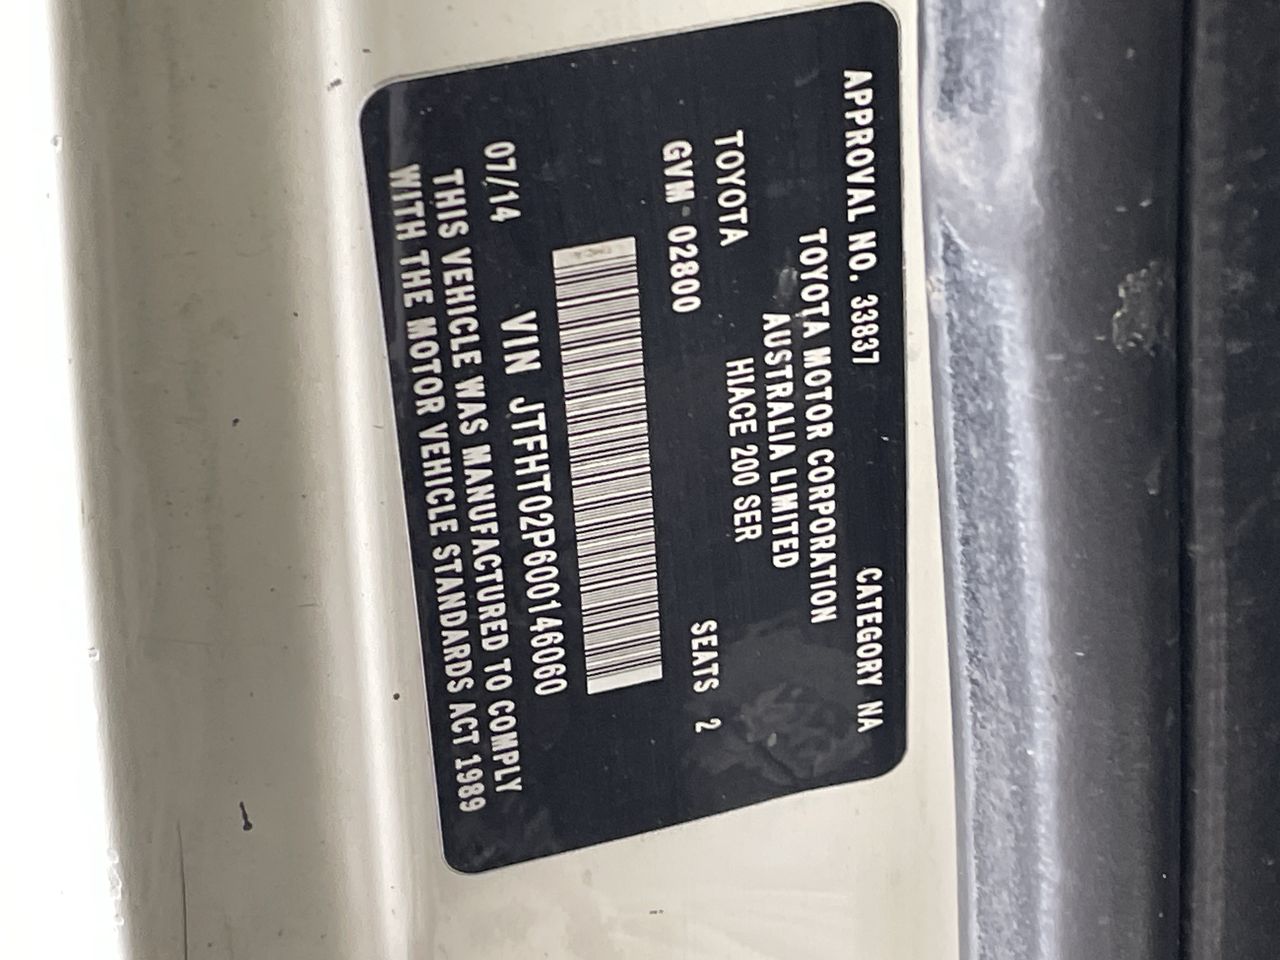 APPROVAL NO. 33837 CATEGORY NA
TOYOTA MOTOR CORPORATION
AUSTRALIA LIMITED
TOYOTA HIACE 200 SER
GVM 02800 SEATS 2
07/14 VIN JTFHT02P600146060
THIS VEHICLE WAS MANUFACTURED TO COMPLY
WITH THE MOTOR VEHICLE STANDARDS ACT 1989